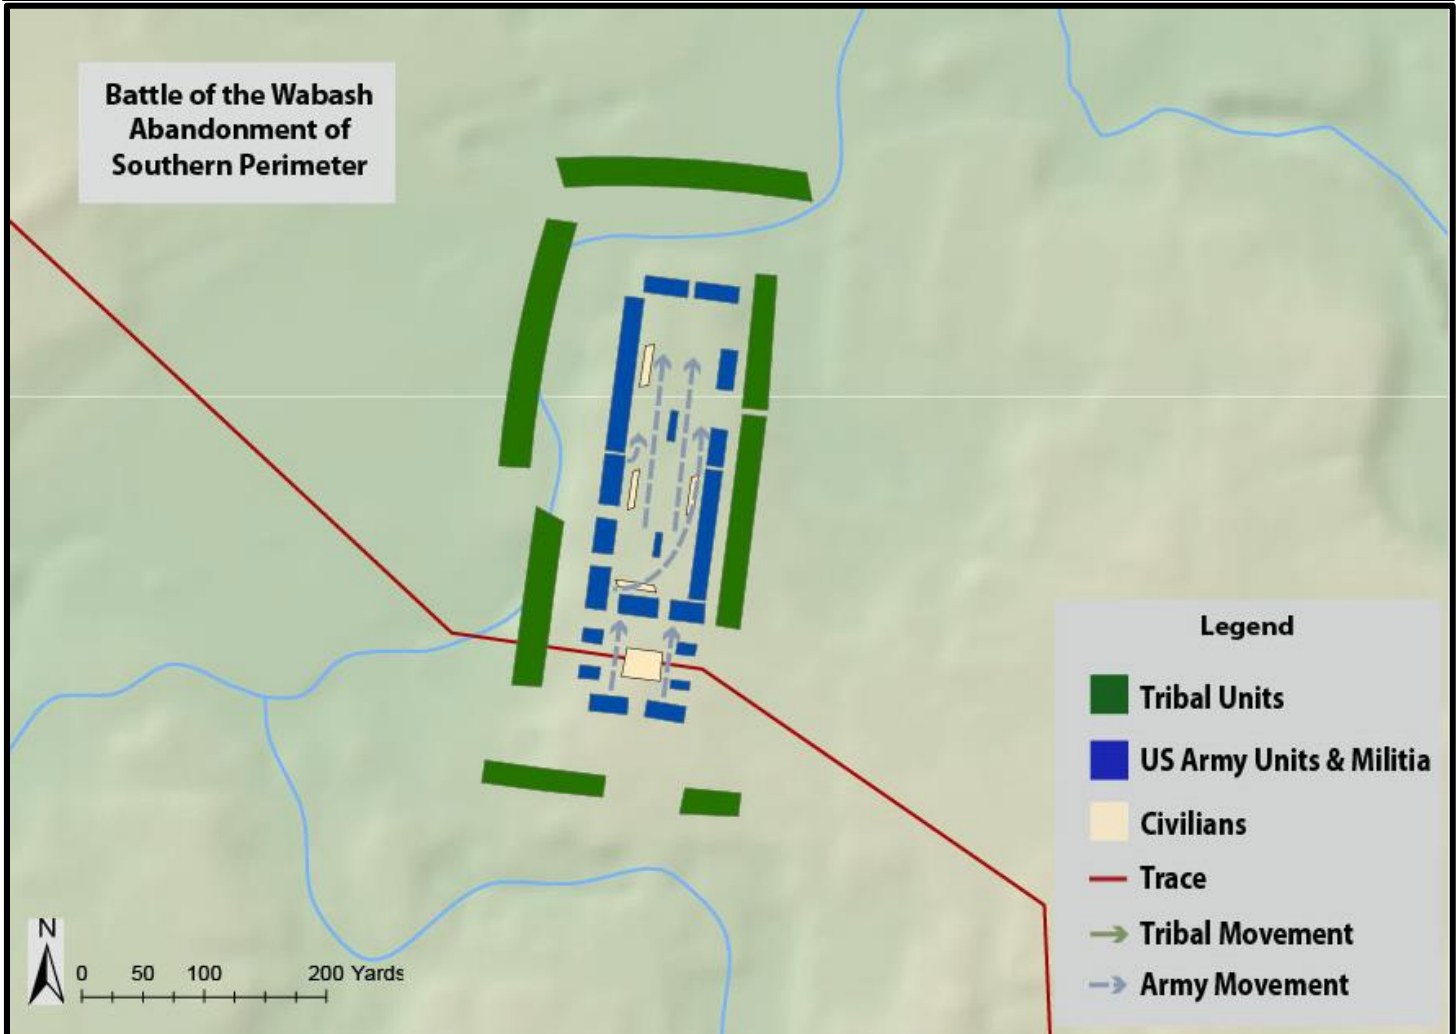 Battle of the Wabash
Abandonment of
Southern Perimeter
Legend
Tribal Units
US Army Units & Militia
Civilians
Trace
Tribal Movement
Army Movement
N
0 50 100 200 Yards